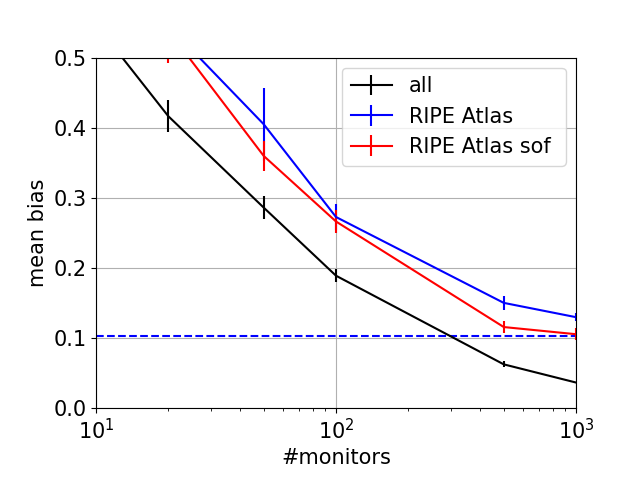 0.5
0.4
0.3
0.2
0.1
0.0
mean bias
all
RIPE Atlas
RIPE Atlas sof
10¹
10²
10³
#monitors